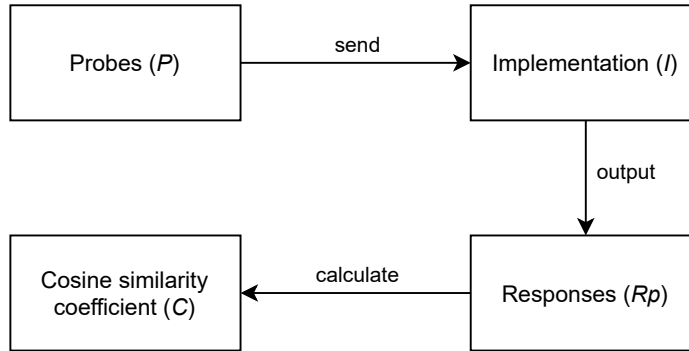 Probes (P)
send
Implementation (I)
output
Responses (Rp)
calculate
Cosine similarity
coefficient (C)